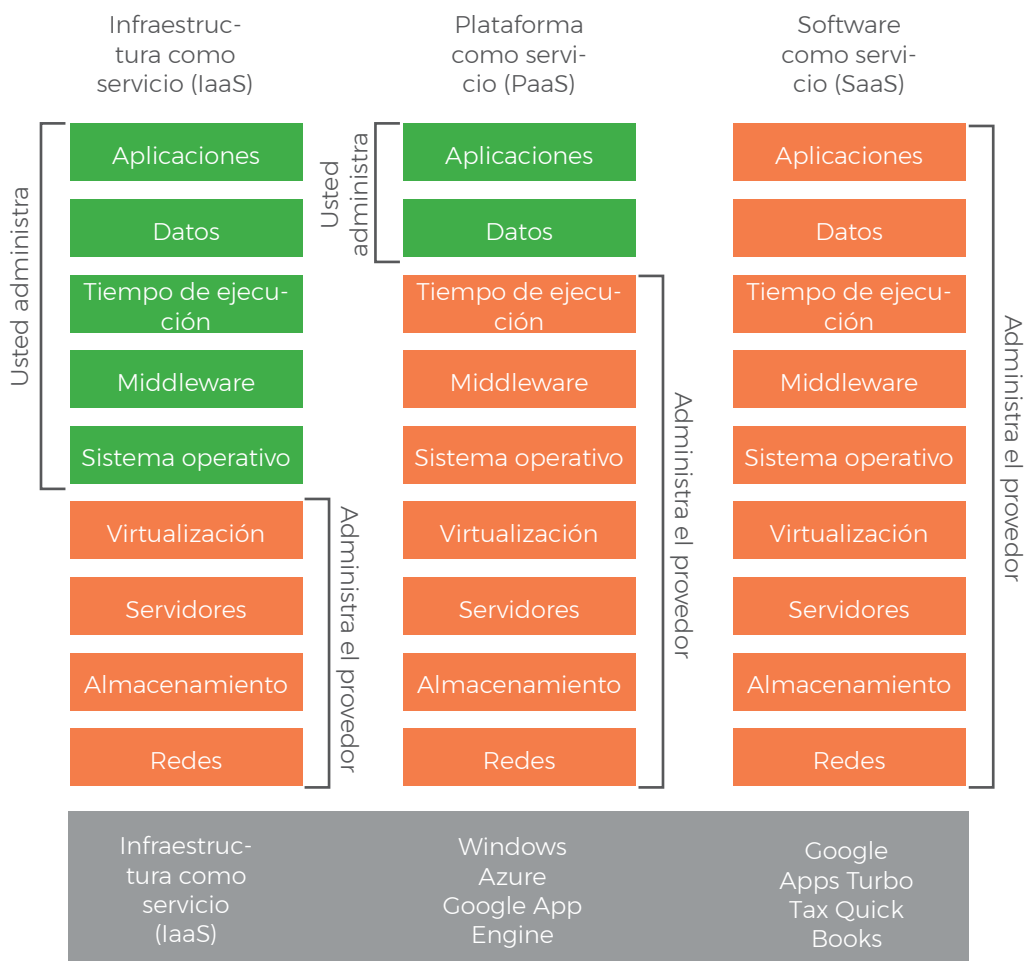 Infraestruc-
tura como
servicio (IaaS)
Usted administra
Aplicaciones
Datos
Tiempo de ejecu-
ción
Middleware
Sistema operativo
Virtualización
Servidores
Almacenamiento
Redes
Administra el provedor
Infraestruc-
tura como
servicio
(IaaS)
Plataforma
como servi-
cio (PaaS)
Usted
administra
Aplicaciones
Datos
Tiempo de ejecu-
ción
Middleware
Sistema operativo
Virtualización
Servidores
Almacenamiento
Redes
Administra el provedor
Windows
Azure
Google App
Engine
Software
como servi-
cio (SaaS)
Aplicaciones
Datos
Tiempo de ejecu-
ción
Middleware
Sistema operativo
Virtualización
Servidores
Almacenamiento
Redes
Administra el provedor
Google
Apps Turbo
Tax Quick
Books